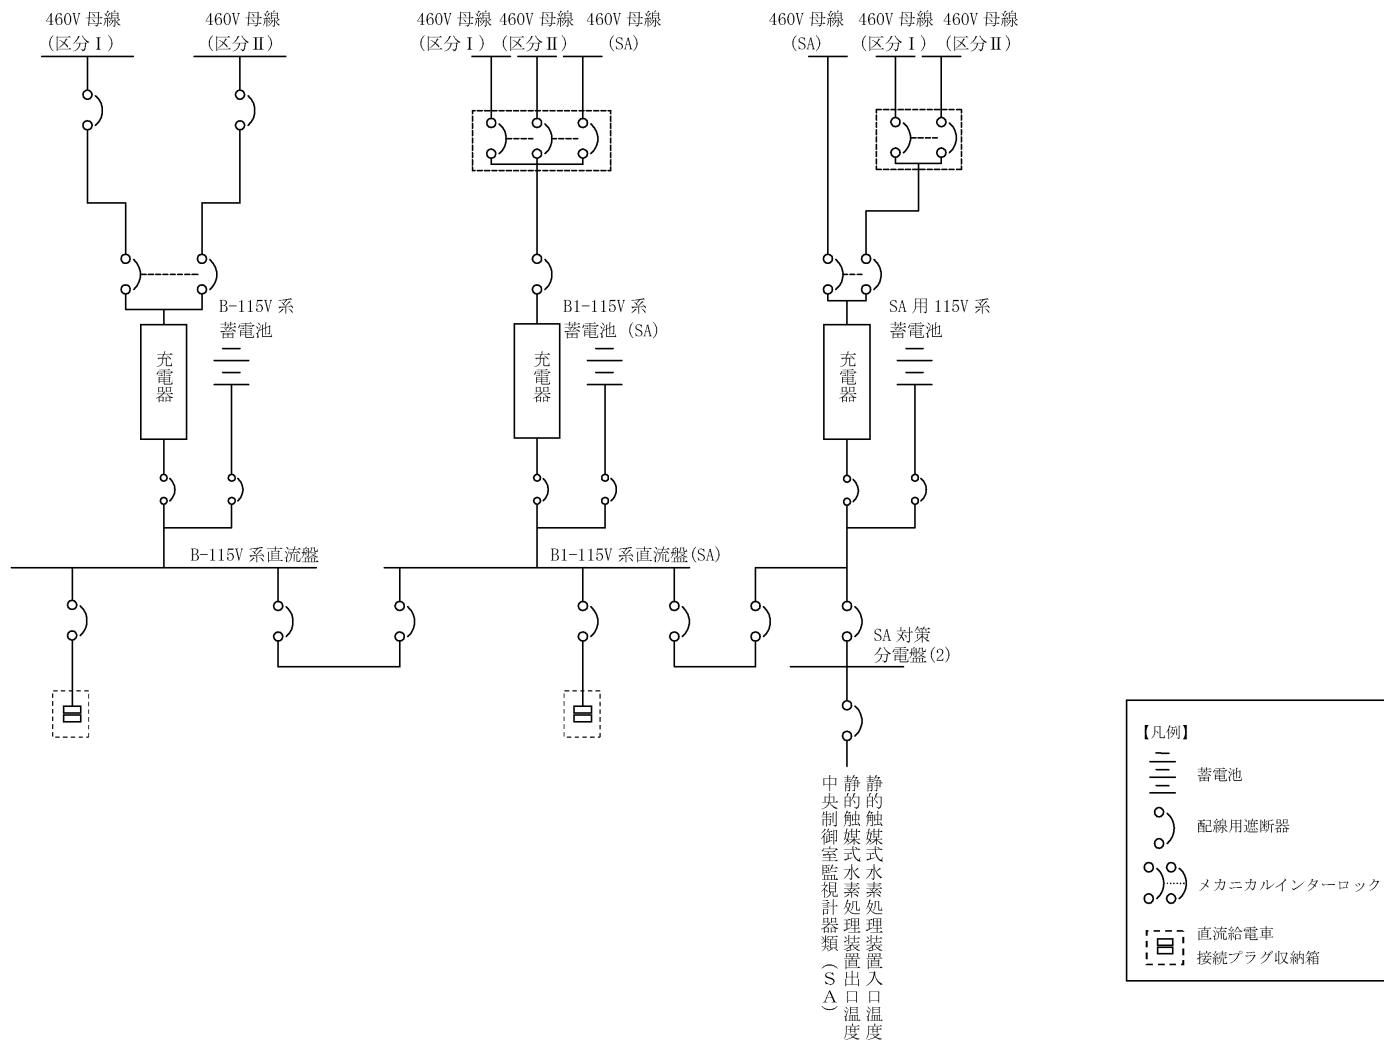 460V 母線
(区分Ⅰ)
460V 母線
(区分Ⅱ)
460V 母線
(区分Ⅰ)
460V 母線
(区分Ⅱ)
460V 母線
(SA)
460V 母線
(SA)
460V 母線
(区分Ⅰ)
460V 母線
(区分Ⅱ)
B-115V 系
蓄電池
充電器
B1-115V 系
蓄電池 (SA)
充電器
SA 用 115V 系
蓄電池
充電器
B-115V 系直流盤
B1-115V 系直流盤(SA)
SA 対策
分電盤(2)
静的触媒式水素処理装置入口温度
静的触媒式水素処理装置出口温度
中央制御室監視計器類(SA)
【凡例】
蓄電池
配線用遮断器
メカニカルインターロック
直流給電車
接続プラグ収納箱